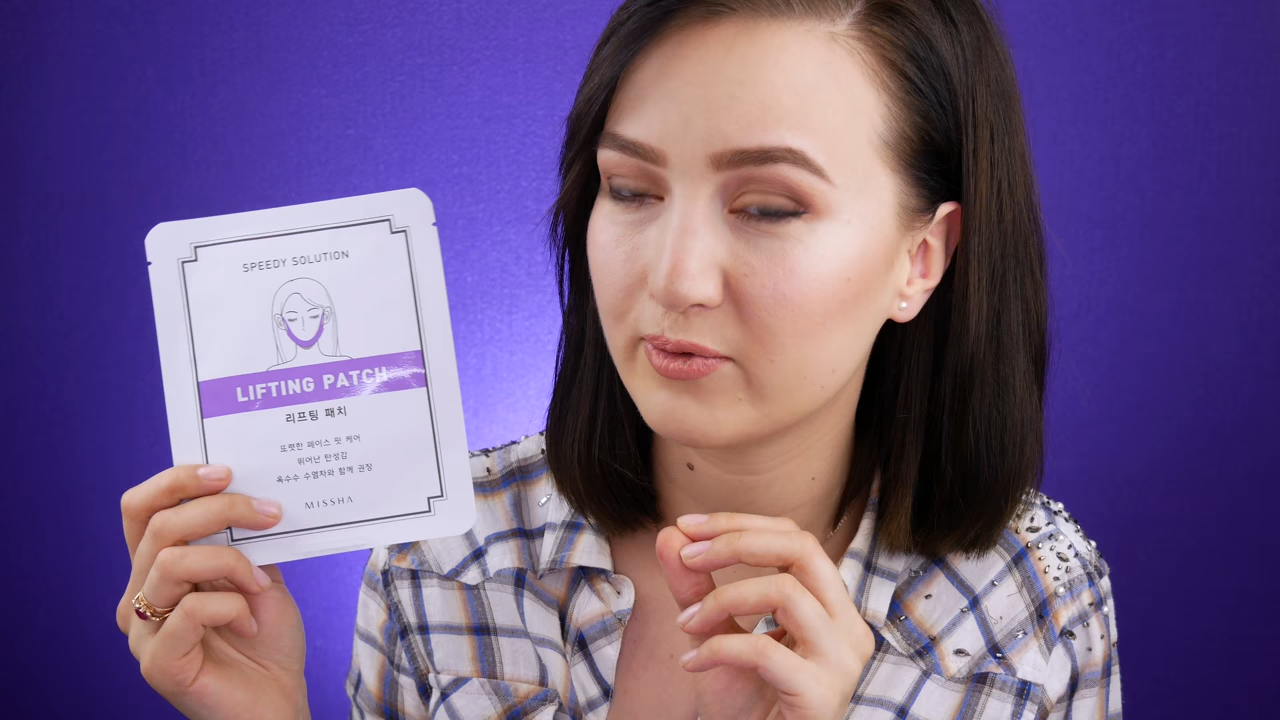 SPEEDY SOLUTION
LIFTING PATCH
리프팅 패치
또렷한 페이스 핏 케어
뛰어난 탄성감
옥수수 수염차와 함께 권장
MISSHA